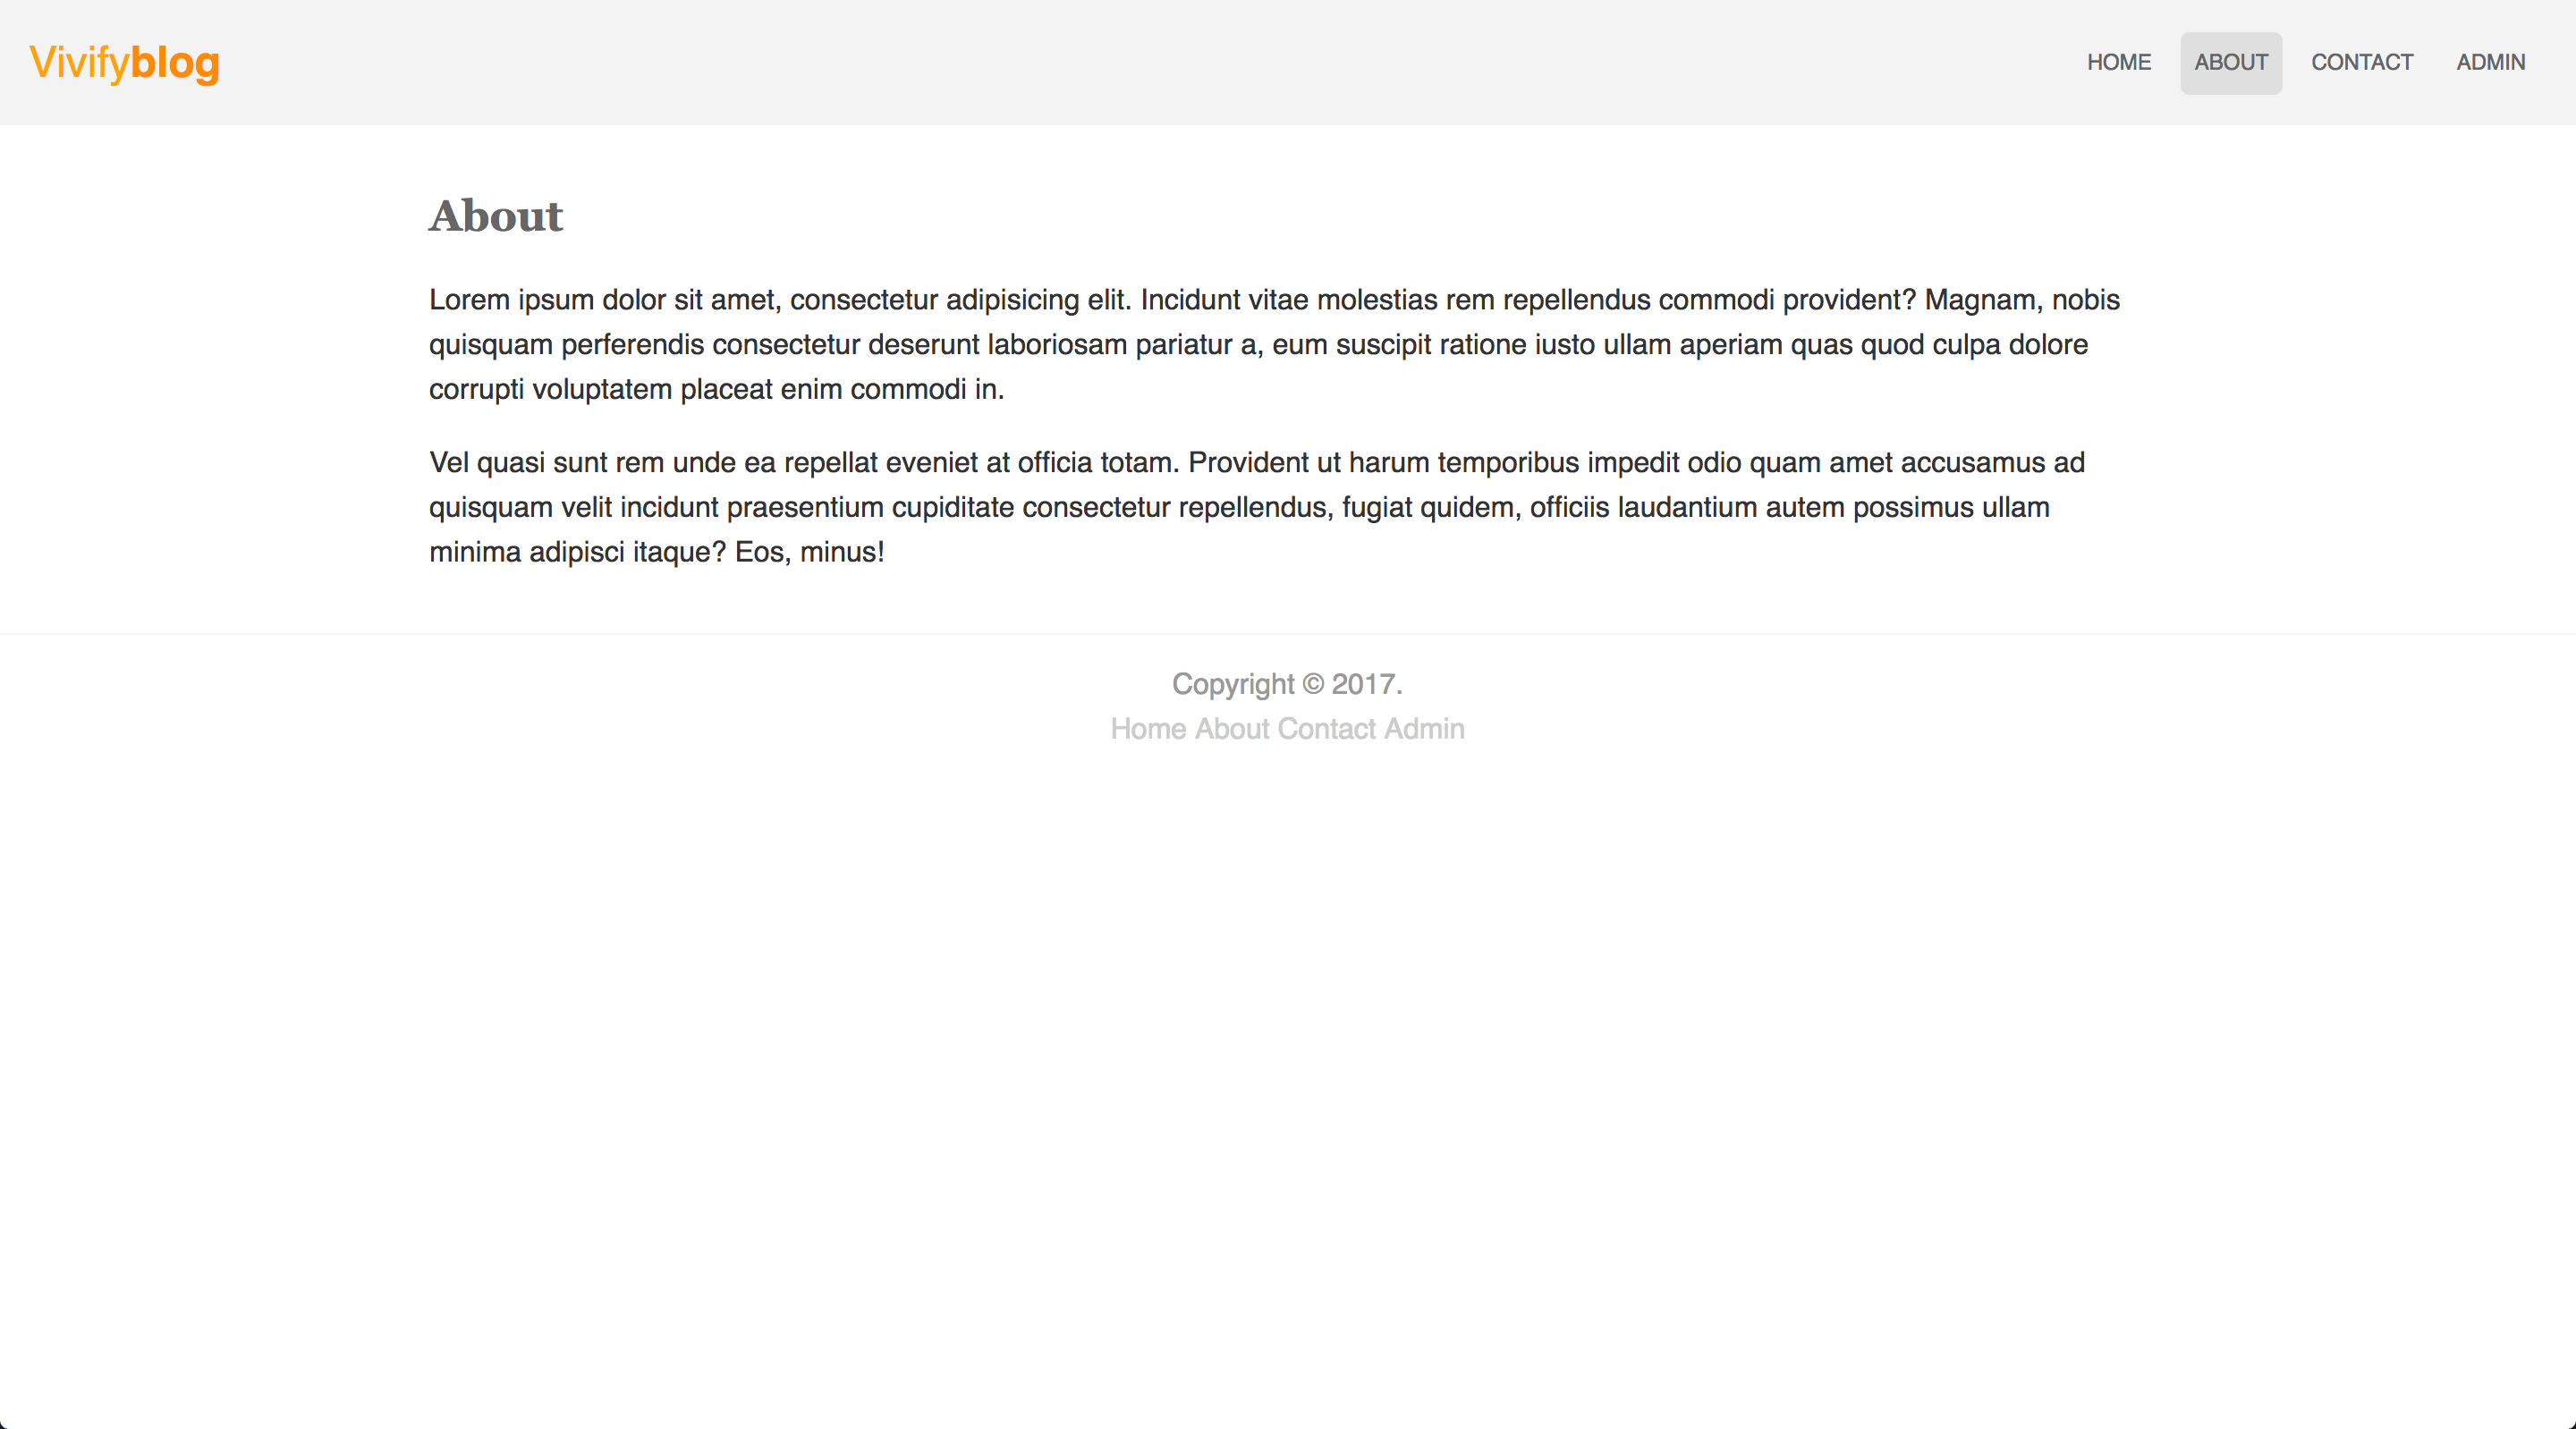 Vivifyblog
HOME ABOUT CONTACT ADMIN
About
Lorem ipsum dolor sit amet, consectetur adipisicing elit. Incidunt vitae molestias rem repellendus commodi provident? Magnam, nobis
quisquam perferendis consectetur deserunt laboriosam pariatur a, eum suscipit ratione iusto ullam aperiam quas quod culpa dolore
corrupti voluptatem placeat enim commodi in.
Vel quasi sunt rem unde ea repellat eveniet at officia totam. Provident ut harum temporibus impedit odio quam amet accusamus ad
quisquam velit incidunt praesentium cupiditate consectetur repellendus, fugiat quidem, officiis laudantium autem possimus ullam
minima adipisci itaque? Eos, minus!
Copyright © 2017.
Home About Contact Admin